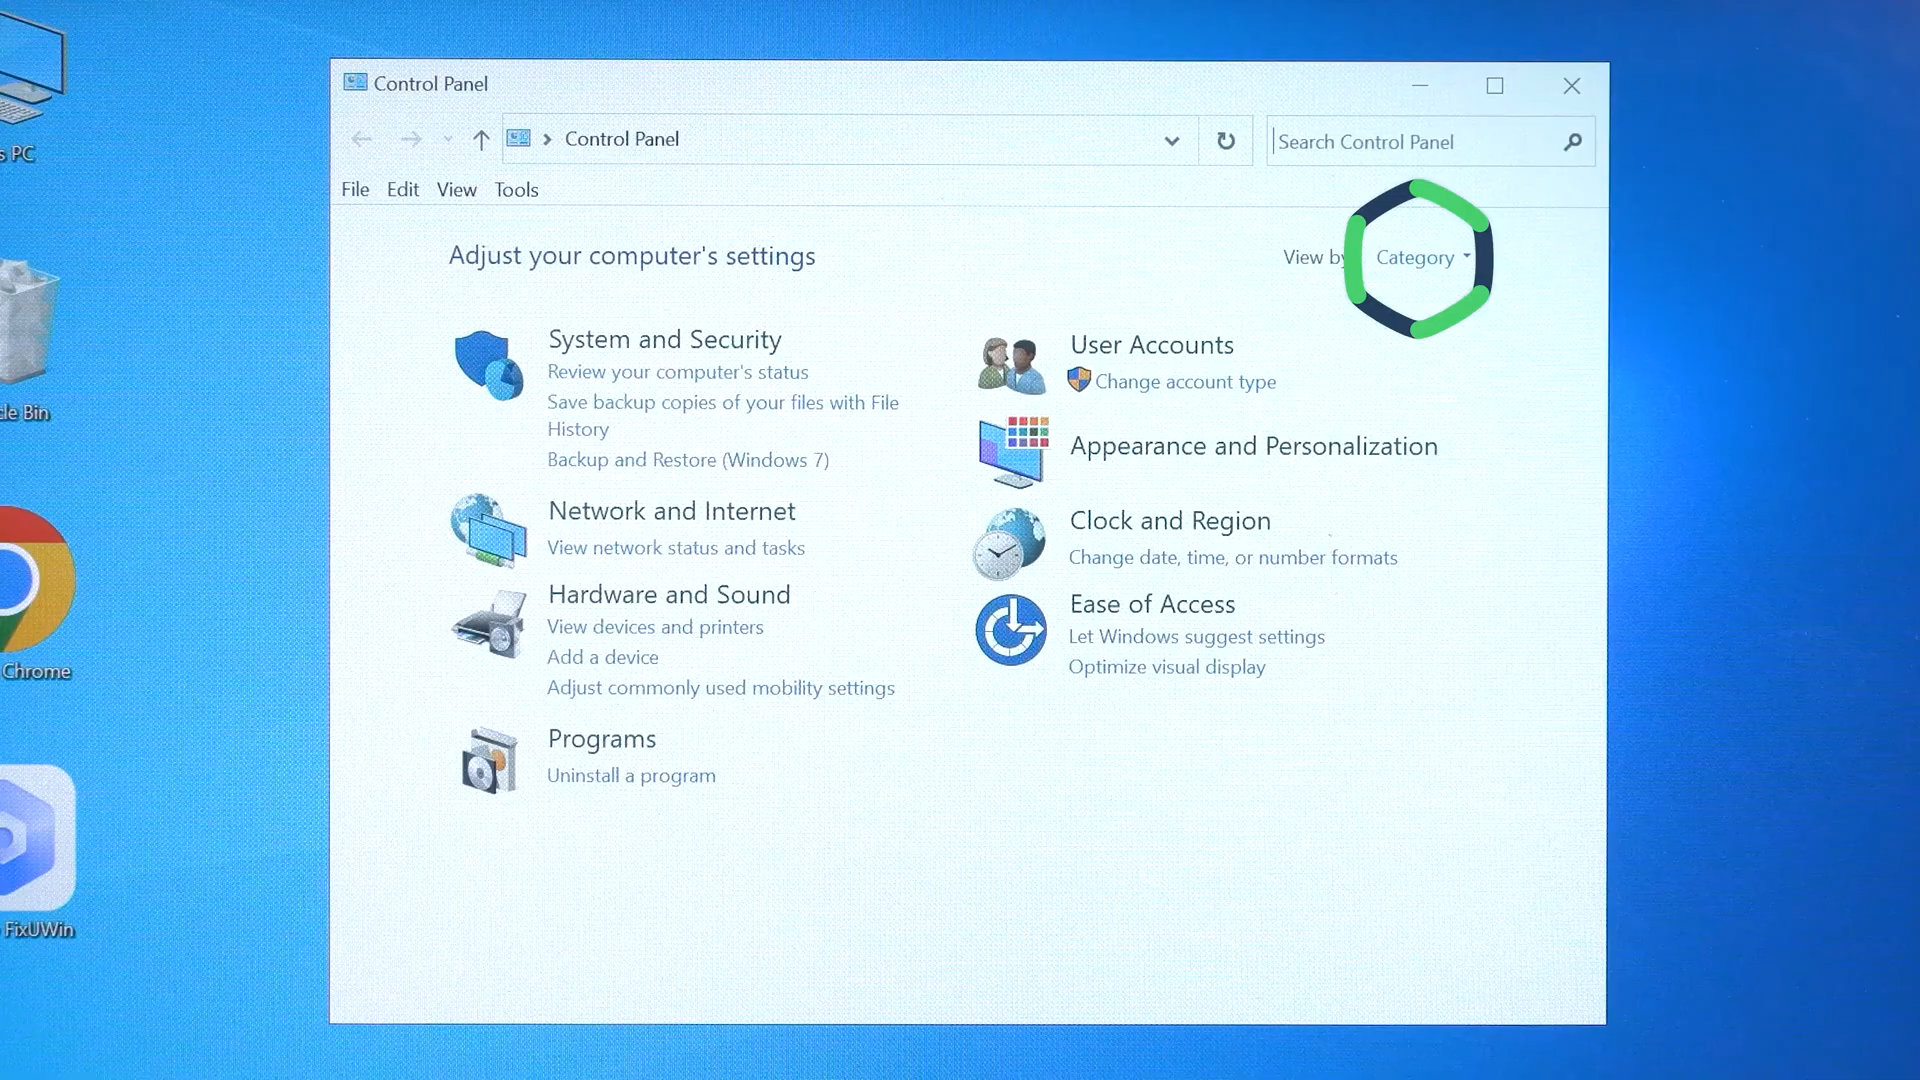 Control Panel
Control Panel
Search Control Panel
File Edit View Tools
Adjust your computer's settings
View by
Category
System and Security
Review your computer's status
Save backup copies of your files with File
History
Backup and Restore (Windows 7)
Network and Internet
View network status and tasks
Hardware and Sound
View devices and printers
Add a device
Adjust commonly used mobility settings
Programs
Uninstall a program
User Accounts
Change account type
Appearance and Personalization
Clock and Region
Change date, time, or number formats
Ease of Access
Let Windows suggest settings
Optimize visual display
s PC
cle Bin
Chrome
FixUWin